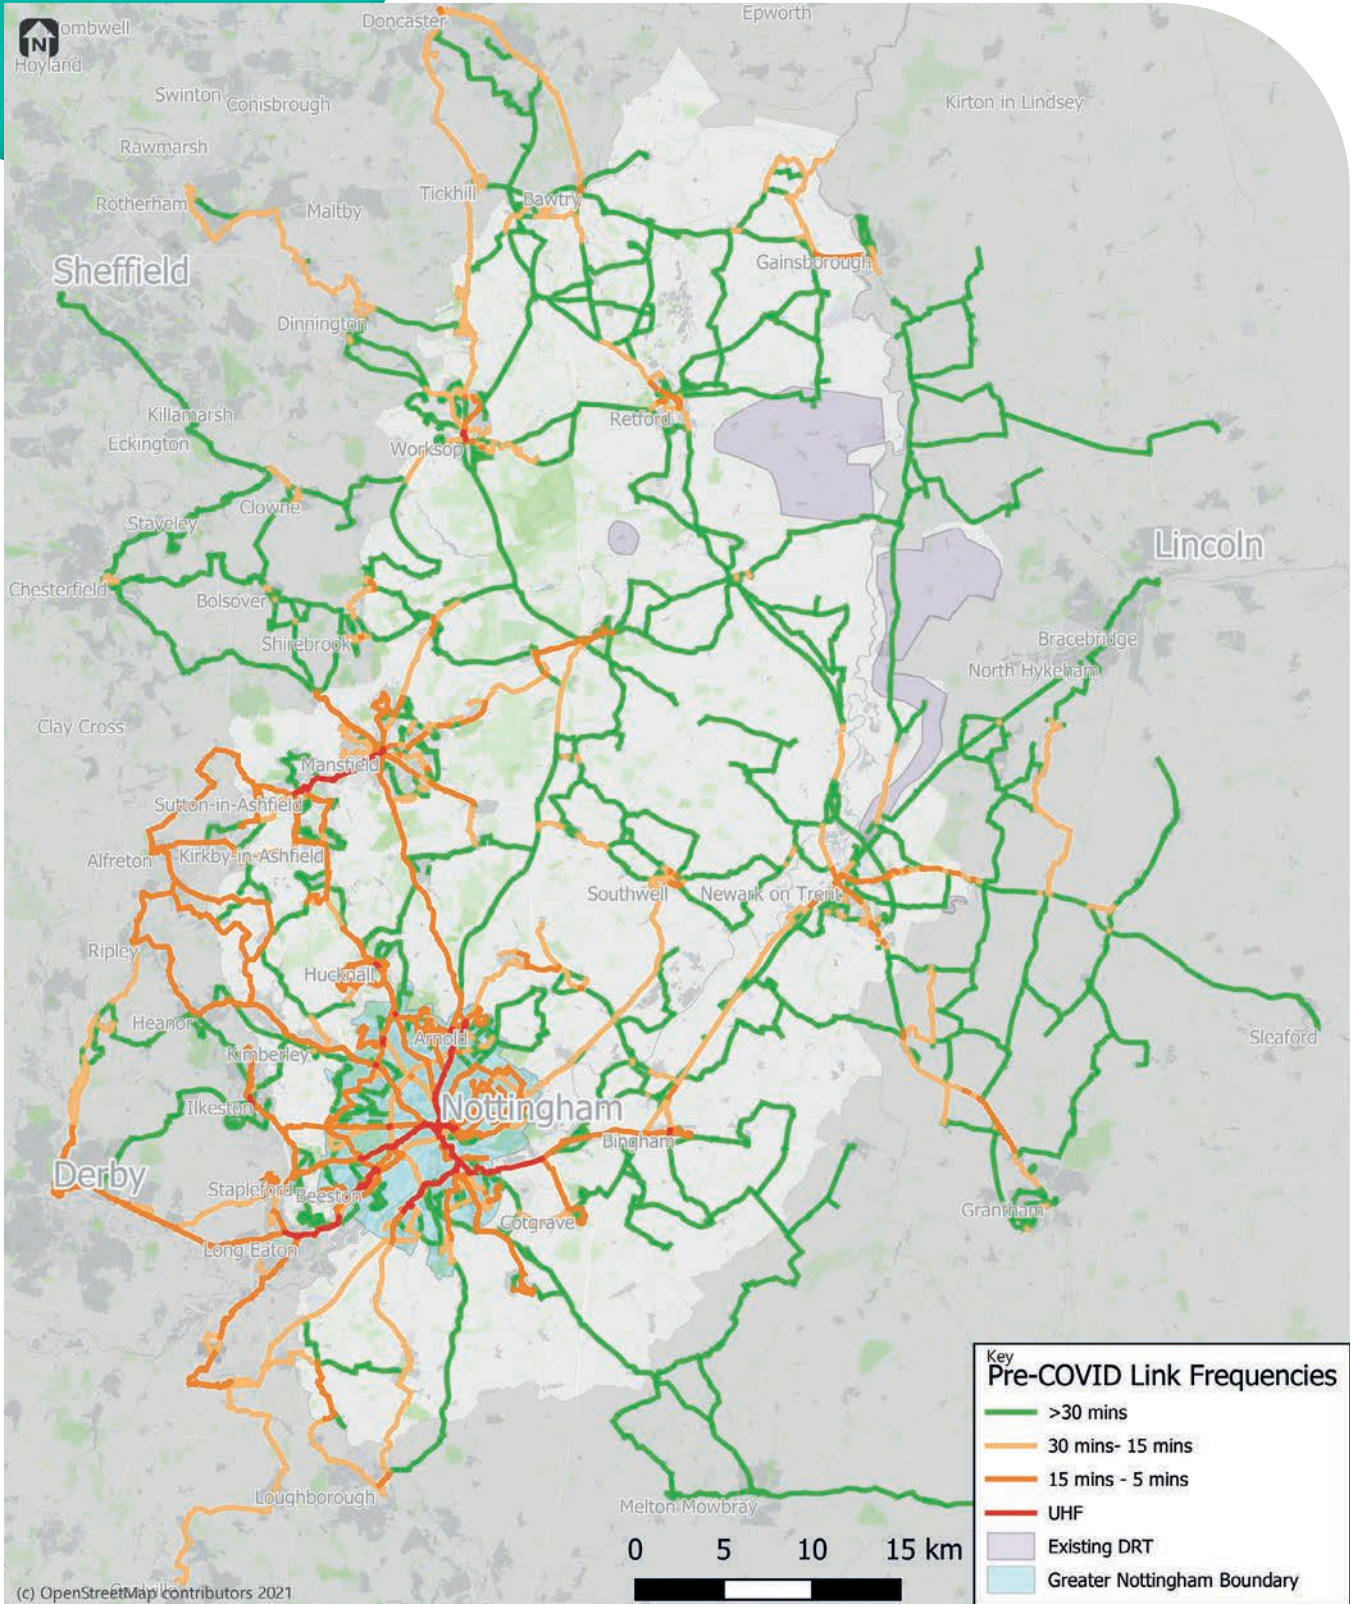 Doncaster
Epworth
N
ombwell
Hoyland
Swinton
Conisbrough
Kirton in Lindsey
Rawmarsh
Tickhill
Bawtry
Rotherham
Maltby
Gainsborough
Sheffield
Dinnington
Killamarsh
Retford
Eckington
Worksop
Clowne
Staveley
Lincoln
Chesterfield
Bolsover
Shirebrook
Bracebridge
North Hykeham
Clay Cross
Mansfield
Sutton-in-Ashfield
Alfreton
Kirkby-in-Ashfield
Southwell
Newark on Trent
Ripley
Hucknall
Heanor
Arnold
Sleaford
Kimberley
Ilkeston
Nottingham
Bingham
Derby
Stapleford
Beeston
Cotgrave
Grantham
Long Eaton
Loughborough
Melton Mowbray
Key
Pre-COVID Link Frequencies
>30 mins
30 mins- 15 mins
15 mins - 5 mins
UHF
Existing DRT
Greater Nottingham Boundary
0 5 10 15 km
(c) OpenStreetMap contributors 2021